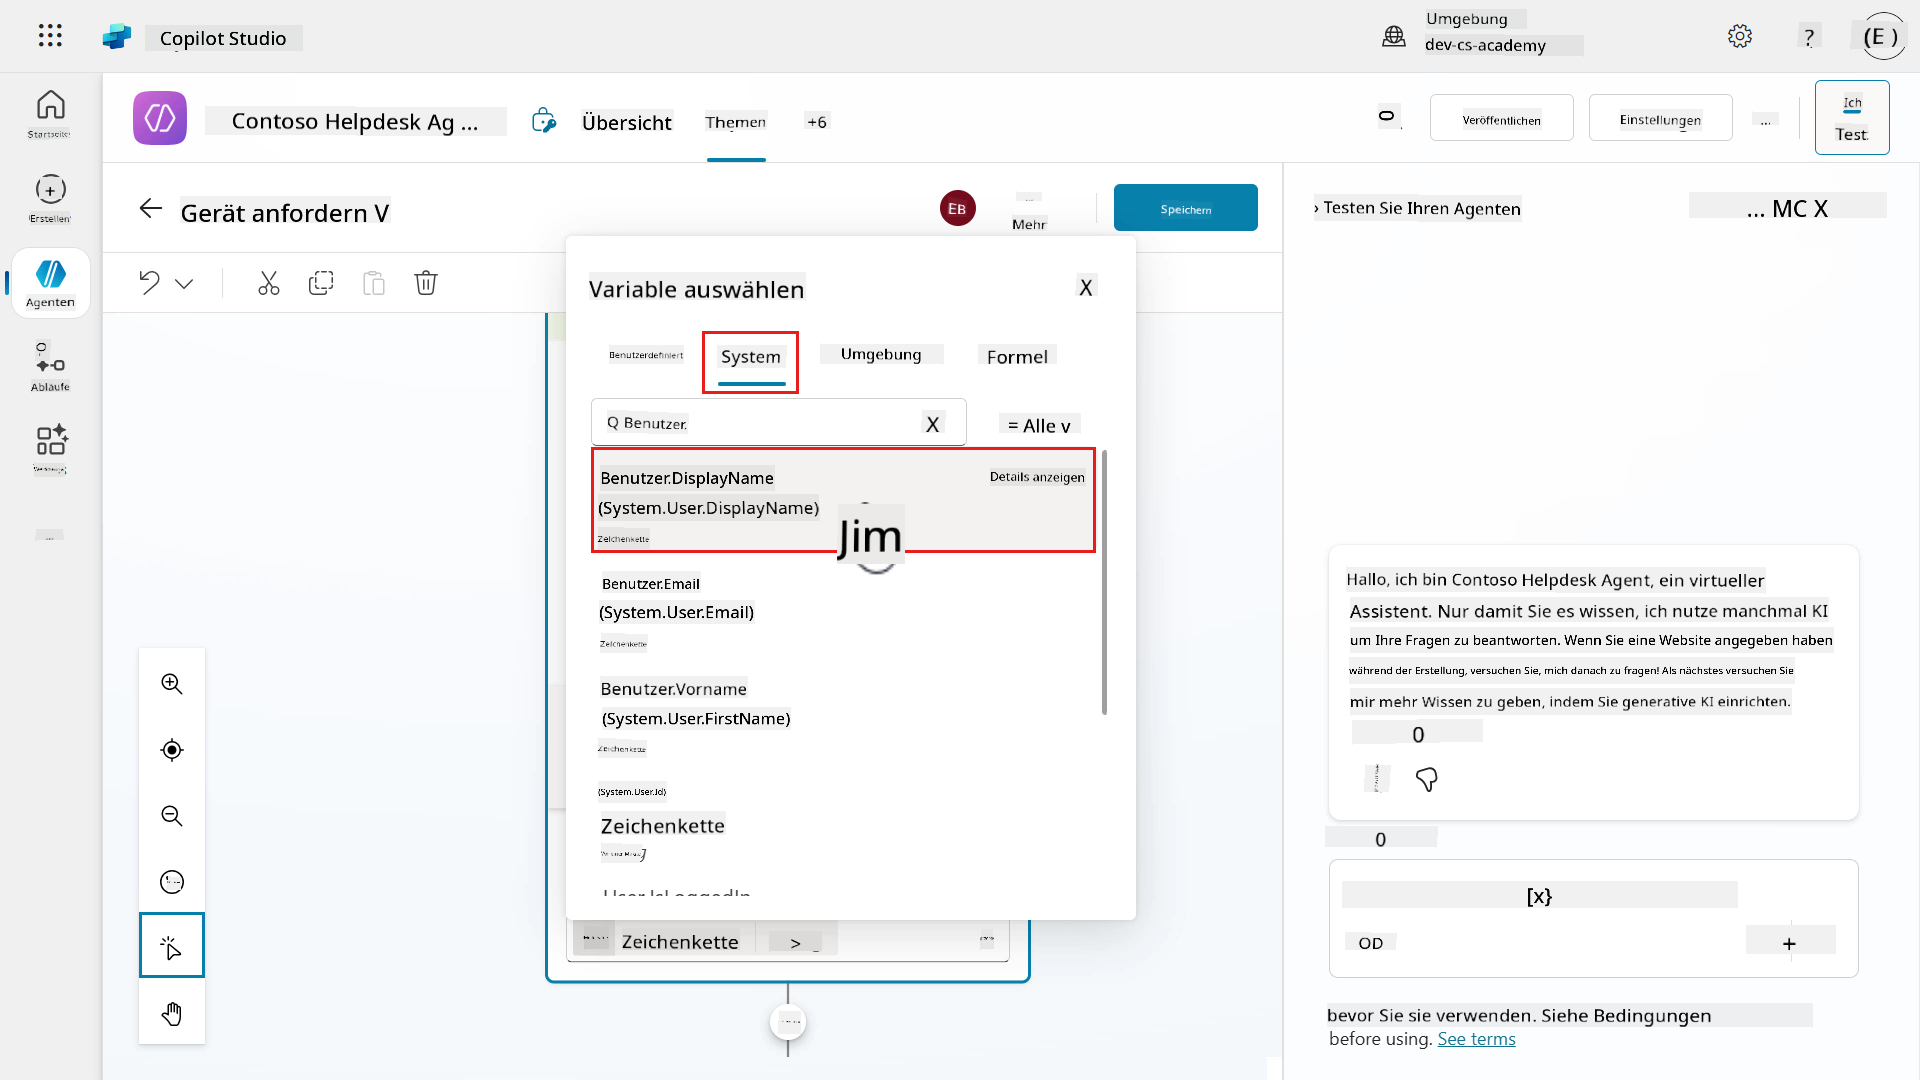 Copilot Studio
Umgebung
dev-cs-academy
?
(E )
Startseite
Erstellen
Agenten
Abläufe
Contoso Helpdesk Ag ...
Übersicht
Themen
+6
Veröffentlichen
Einstellungen
...
Ich
Test
Gerät anfordern V
EB
...
Mehr
Speichern
Variable auswählen
X
Benutzerdefiniert
System
Umgebung
Formel
Q Benutzer.
X
= Alle v
Benutzer.DisplayName
Details anzeigen
(System.User.DisplayName)
Jim
Zeichenkette
Benutzer.Email
(System.User.Email)
Zeichenkette
Benutzer.Vorname
(System.User.FirstName)
Zeichenkette
(System.User.Id)
Zeichenkette
User.IsLoggedIn
Zeichenkette
>
› Testen Sie Ihren Agenten
... MC X
Hallo, ich bin Contoso Helpdesk Agent, ein virtueller
Assistent. Nur damit Sie es wissen, ich nutze manchmal KI
um Ihre Fragen zu beantworten. Wenn Sie eine Website angegeben haben
während der Erstellung, versuchen Sie, mich danach zu fragen! Als nächstes versuchen Sie
mir mehr Wissen zu geben, indem Sie generative KI einrichten.
0
0
[x}
OD
+
bevor Sie sie verwenden. Siehe Bedingungen
before using. See terms